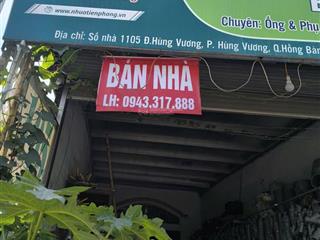 www.nhuatienphong.vn
Chuyên: Ống & Phụ
Địa chỉ: Số nhà 1105 Đ.Hùng Vương, P. Hùng Vương, Q.Hồng Bàn
BÁN NHÀ
LH: 0943.317.888